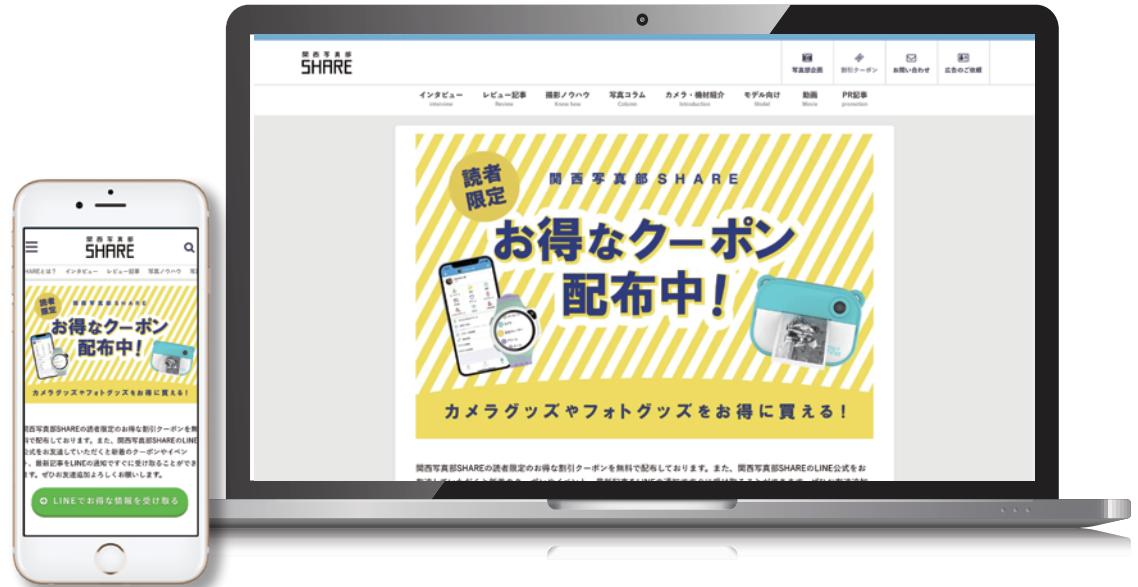 関西写真部
SHARE
写真部企画
割引クーポン
お問い合わせ
広告のご依頼
インタビュー
interview
レビュー記事
Review
撮影ノウハウ
Know how
写真コラム
Column
カメラ・機材紹介
Introduction
モデル向け
Model
動画
Movie
PR記事
promotion
読者
限定
関西写真部SHARE
お得なクーポン
配布中!
カメラグッズやフォトグッズをお得に買える!
関西写真部SHAREの読者限定のお得な割引クーポンを無料で配布しております。また、関西写真部SHAREのLINE公式をお
関西写真部
SHARE
HAREとは?
インタビュー
レビュー記事
写真ノウハウ
読者
限定
関西写真部SHARE
お得なクーポン
配布中!
カメラグッズやフォトグッズをお得に買える!
西写真部SHAREの読者限定のお得な割引クーポンを無
で配布しております。また、関西写真部SHAREのLINE
式をお友達していただくと新着のクーポンやイベン
、最新記事をLINEの通知ですぐに受け取ることができ
ます。ぜひお友達追加よろしくお願いします。
LINEでお得な情報を受け取る